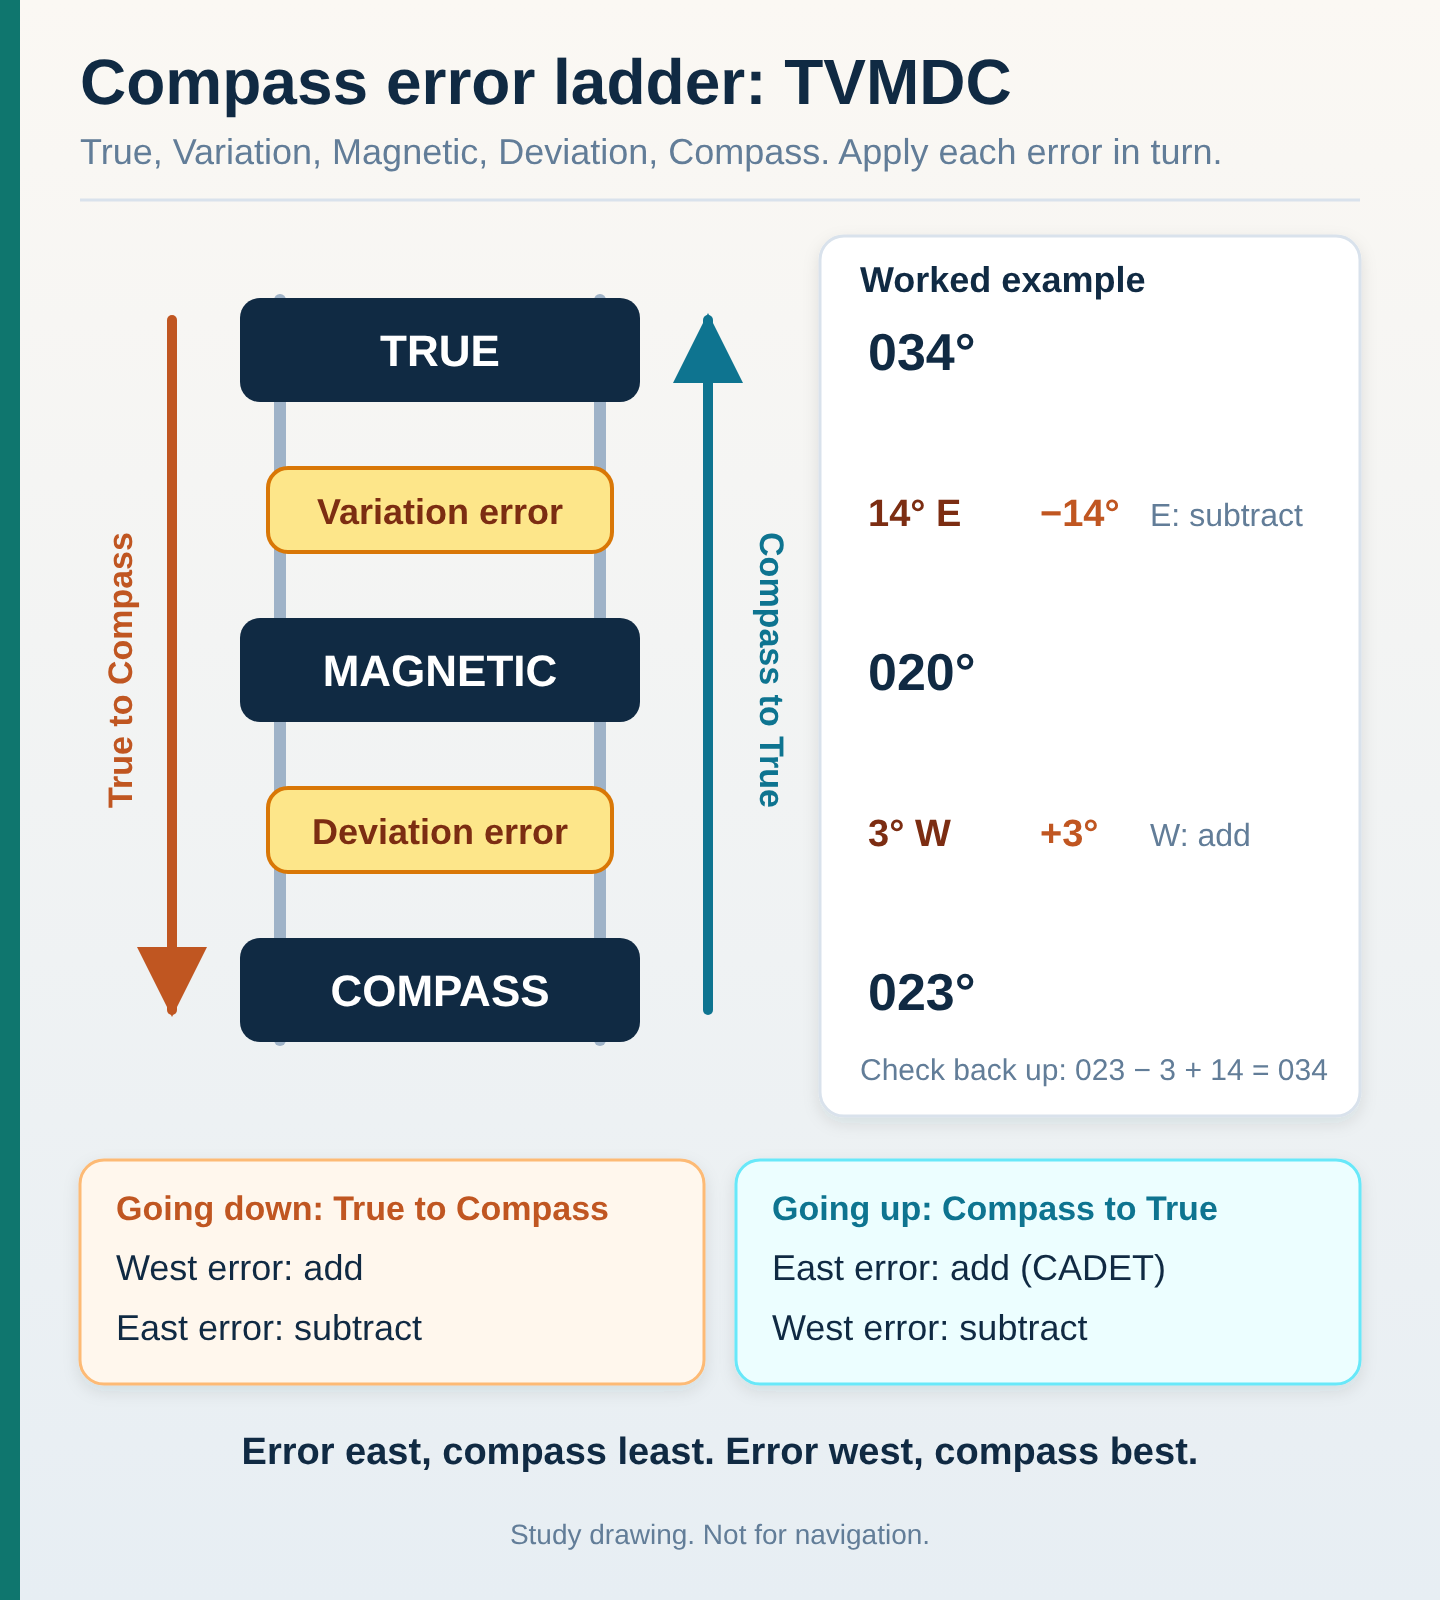 Compass error ladder: TVMDC
True, Variation, Magnetic, Deviation, Compass. Apply each error in turn.
True to Compass
TRUE
Variation error
MAGNETIC
Deviation error
COMPASS
Compass to True
Worked example
034°
14° E −14° E: subtract
020°
3° W +3° W: add
023°
Check back up: 023 − 3 + 14 = 034
Going down: True to Compass
West error: add
East error: subtract
Going up: Compass to True
East error: add (CADET)
West error: subtract
Error east, compass least. Error west, compass best.
Study drawing. Not for navigation.